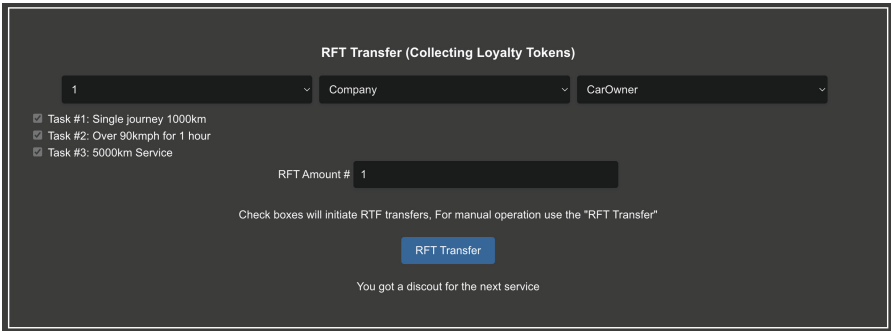 RFT Transfer (Collecting Loyalty Tokens)
1 Company CarOwner
Task #1: Single journey 1000km
Task #2: Over 90kmph for 1 hour
Task #3: 5000km Service
RFT Amount # 1
Check boxes will initiate RTF transfers, For manual operation use the "RFT Transfer"
RFT Transfer
You got a discout for the next service